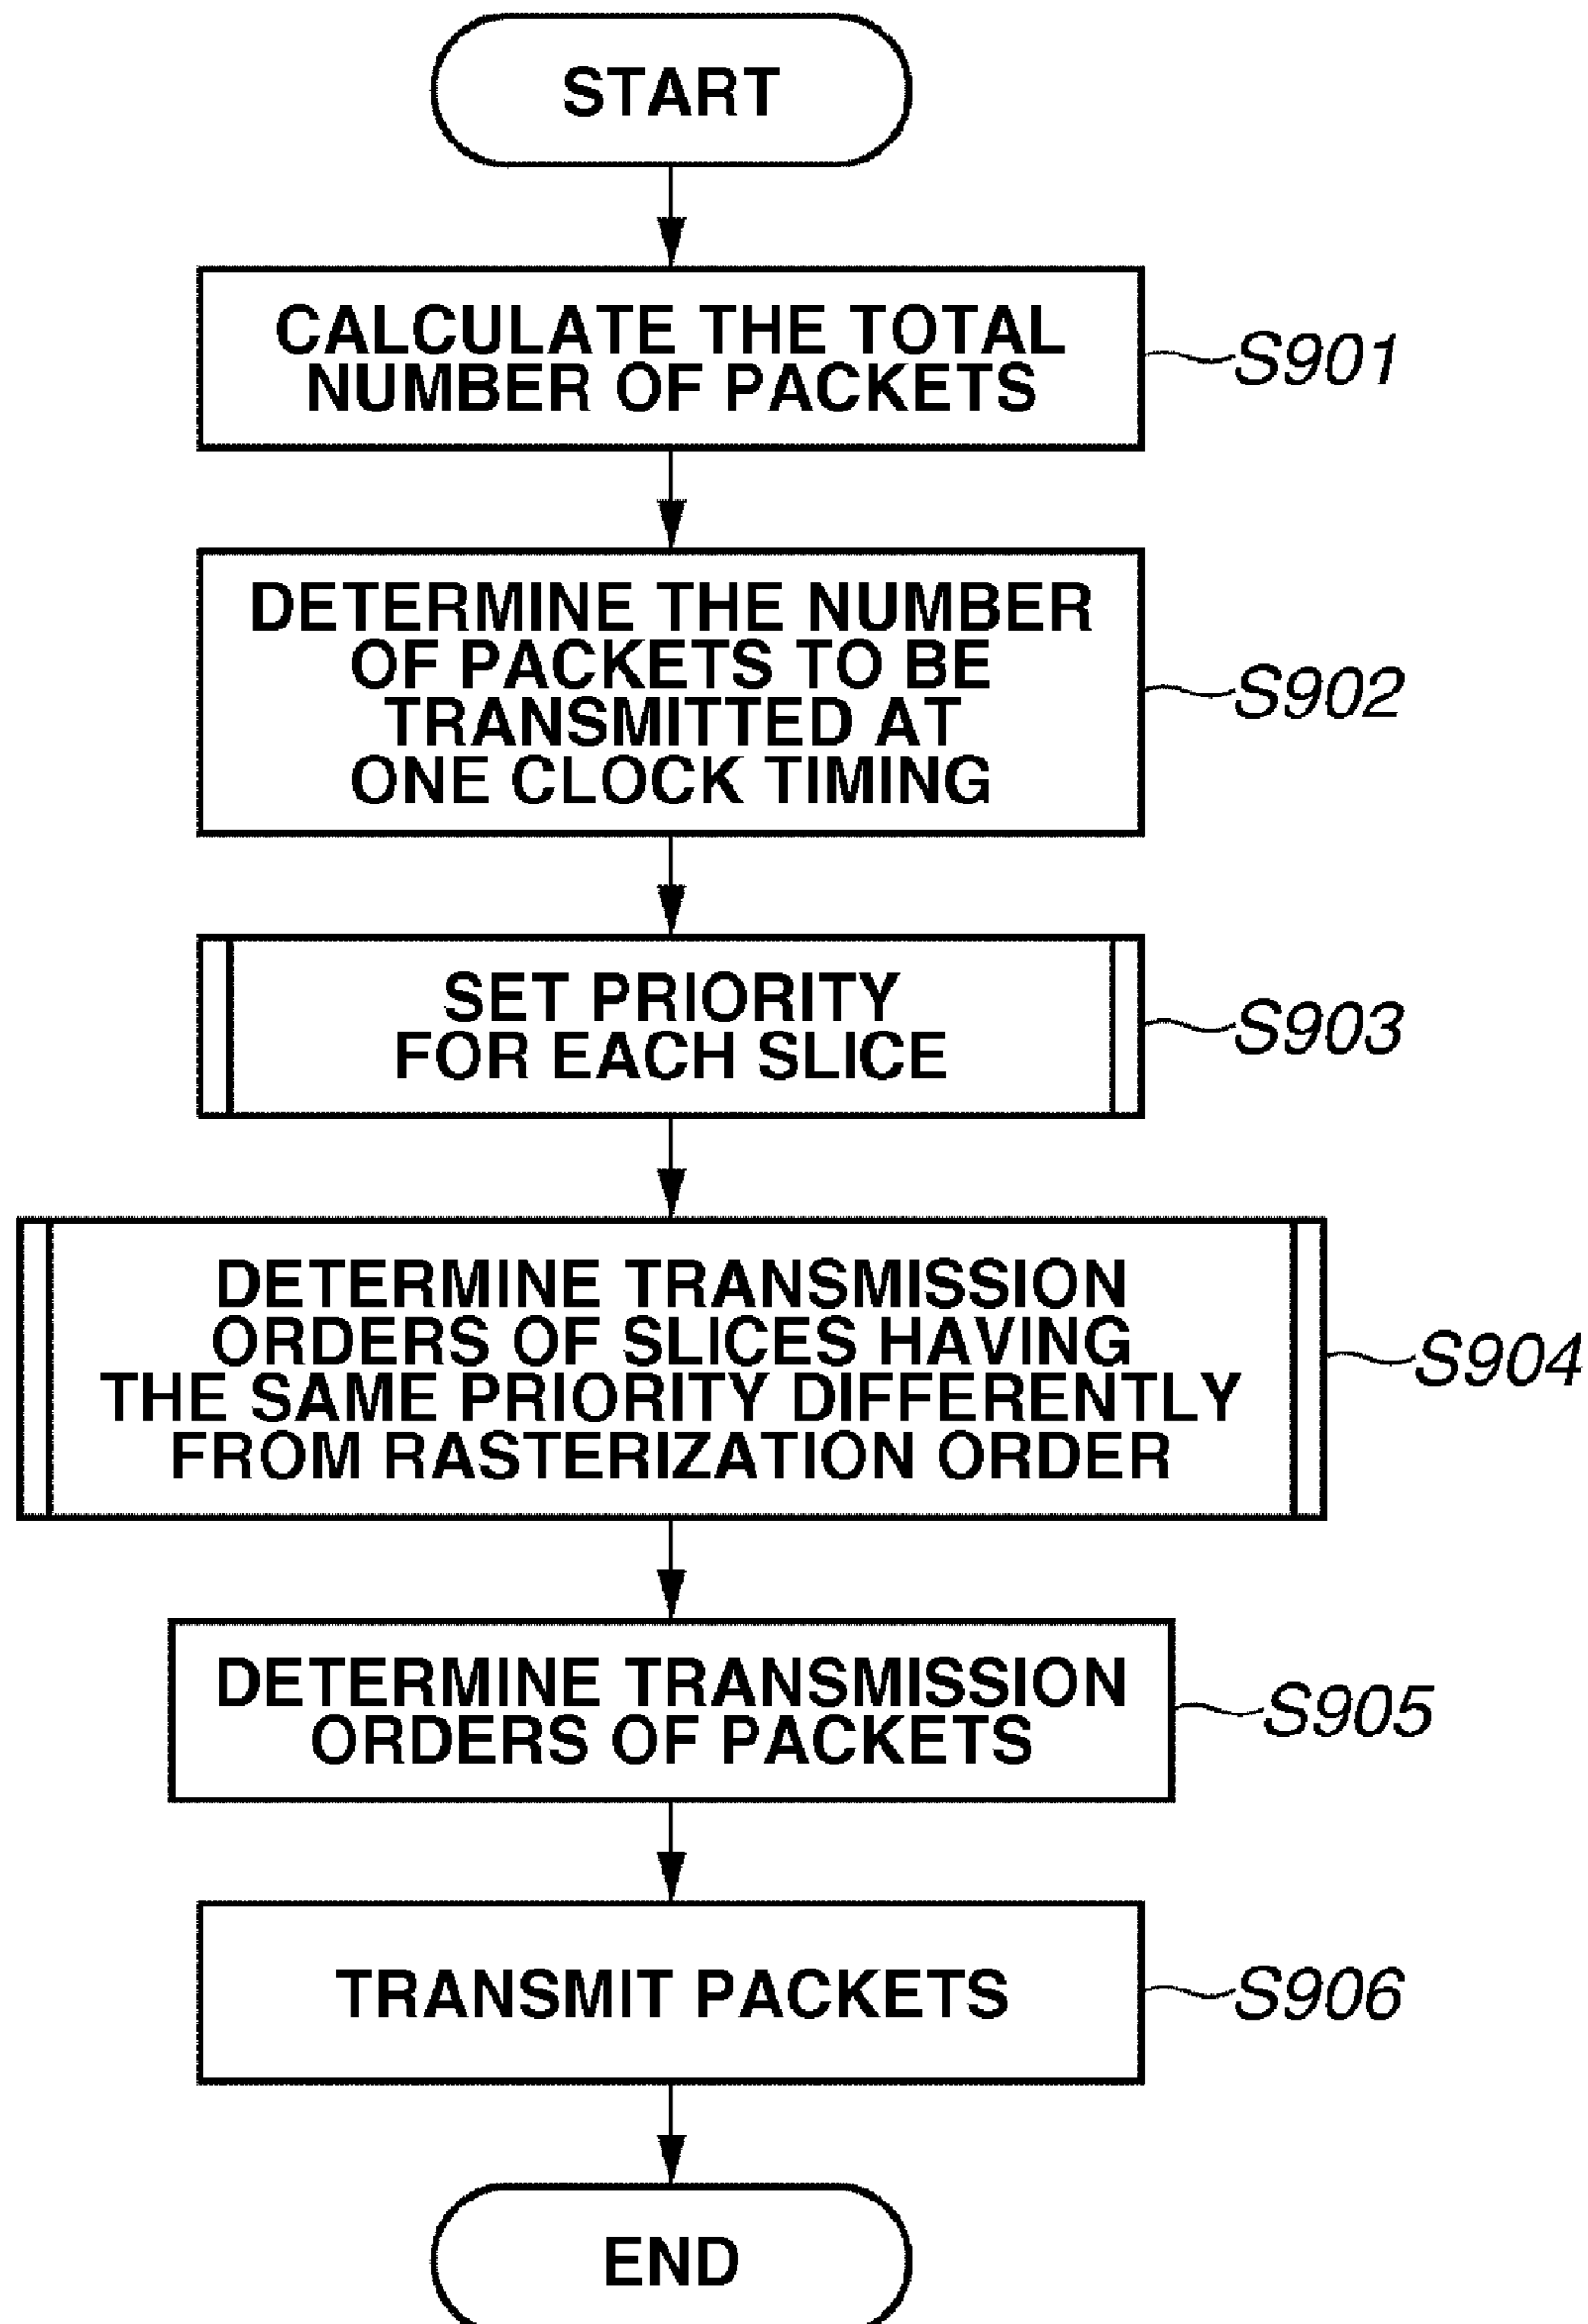 START
CALCULATE THE TOTAL
NUMBER OF PACKETS
S901
DETERMINE THE NUMBER
OF PACKETS TO BE
TRANSMITTED AT
ONE CLOCK TIMING
S902
SET PRIORITY
FOR EACH SLICE
S903
DETERMINE TRANSMISSION
ORDERS OF SLICES HAVING
THE SAME PRIORITY DIFFERENTLY
FROM RASTERIZATION ORDER
S904
DETERMINE TRANSMISSION
ORDERS OF PACKETS
S905
TRANSMIT PACKETS
S906
END